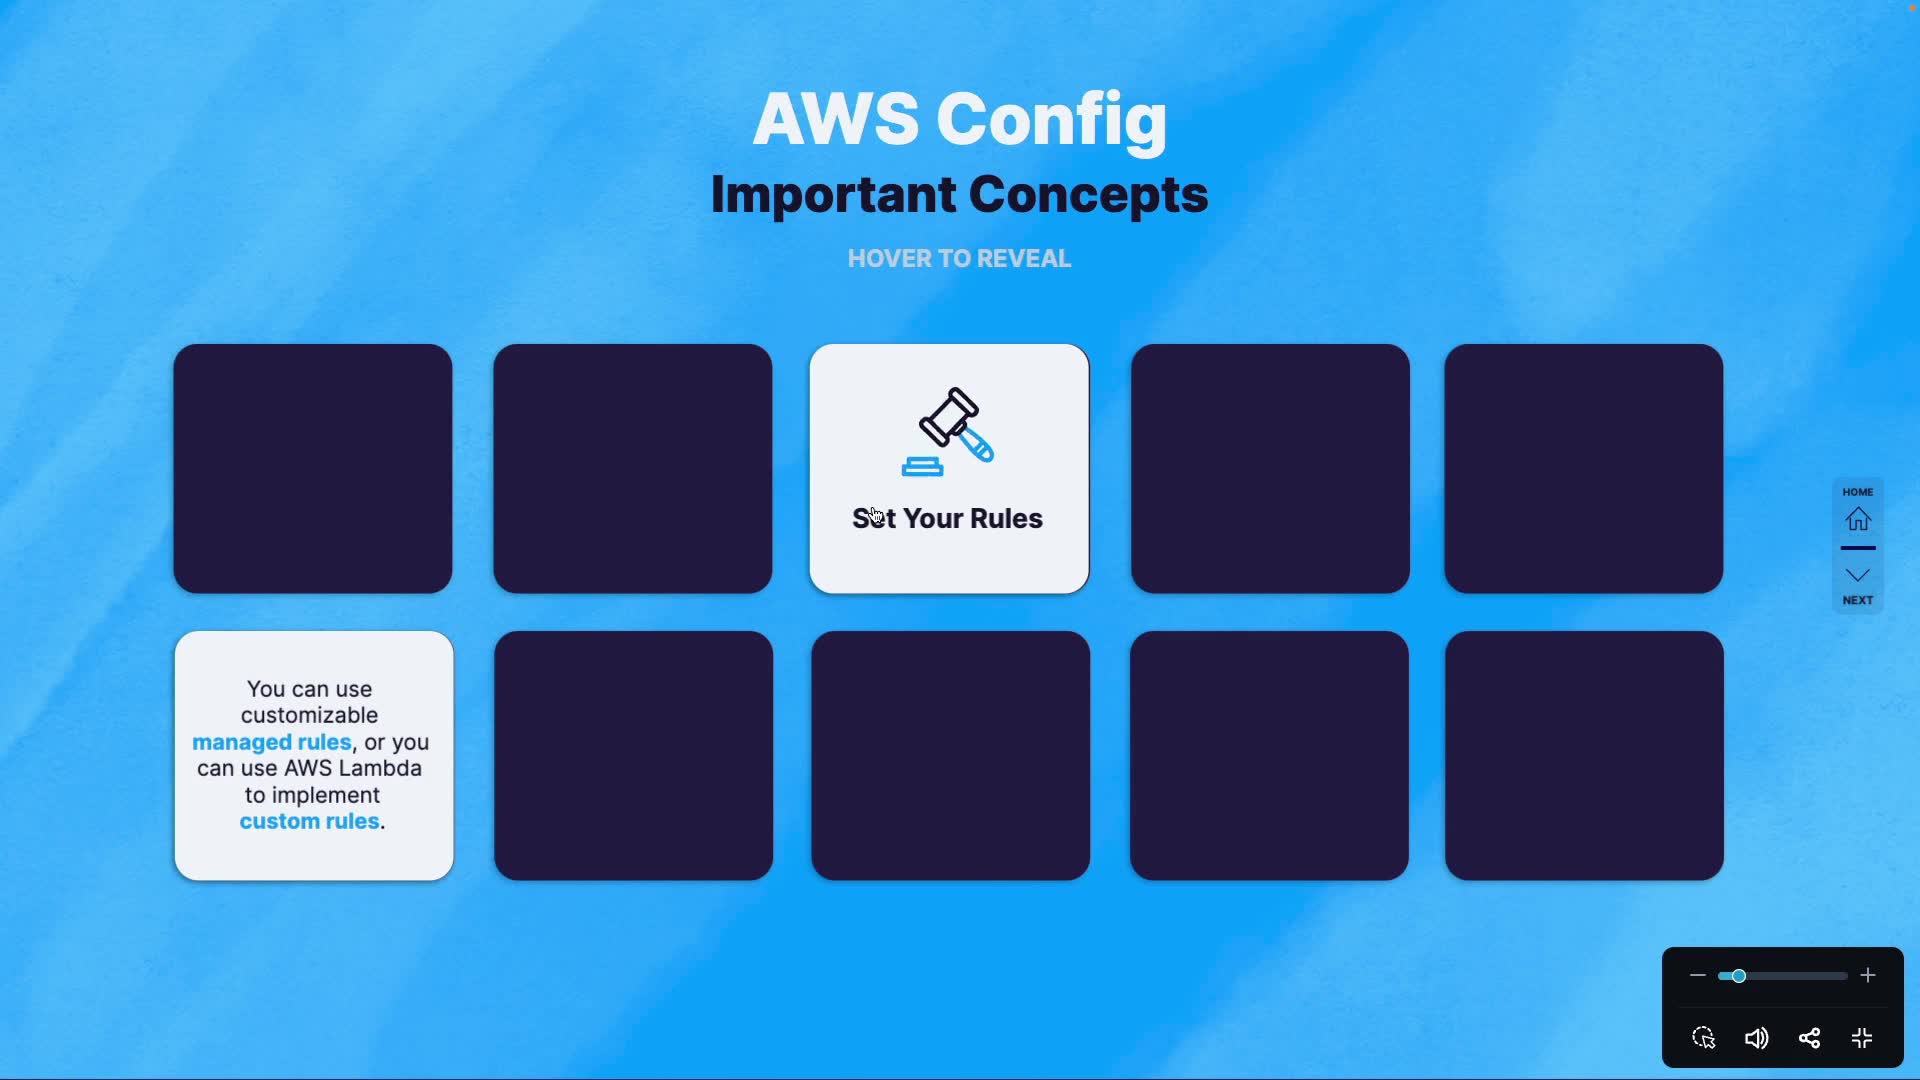 AWS Config
Important Concepts
HOVER TO REVEAL
Set Your Rules
HOME
NEXT
You can use
customizable
managed rules, or you
can use AWS Lambda
to implement
custom rules.